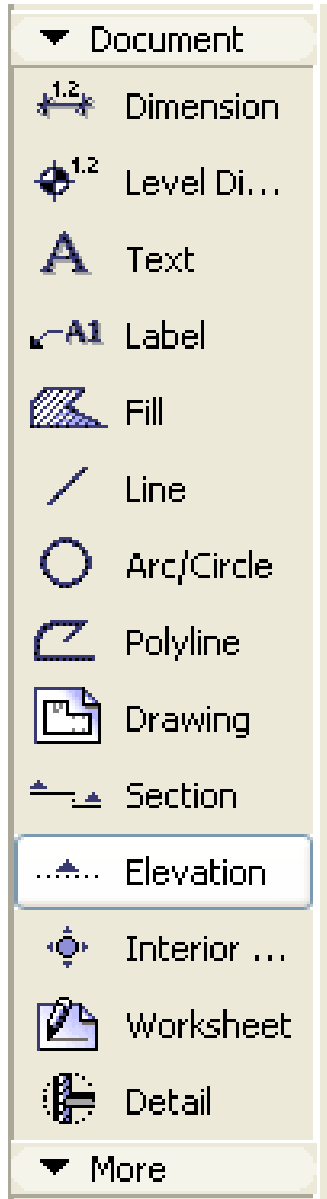 Document
1.2 Dimension
1.2 Level Di...
A Text
A1 Label
Fill
Line
Arc/Circle
Polyline
Drawing
Section
Elevation
Interior ...
Worksheet
Detail
More